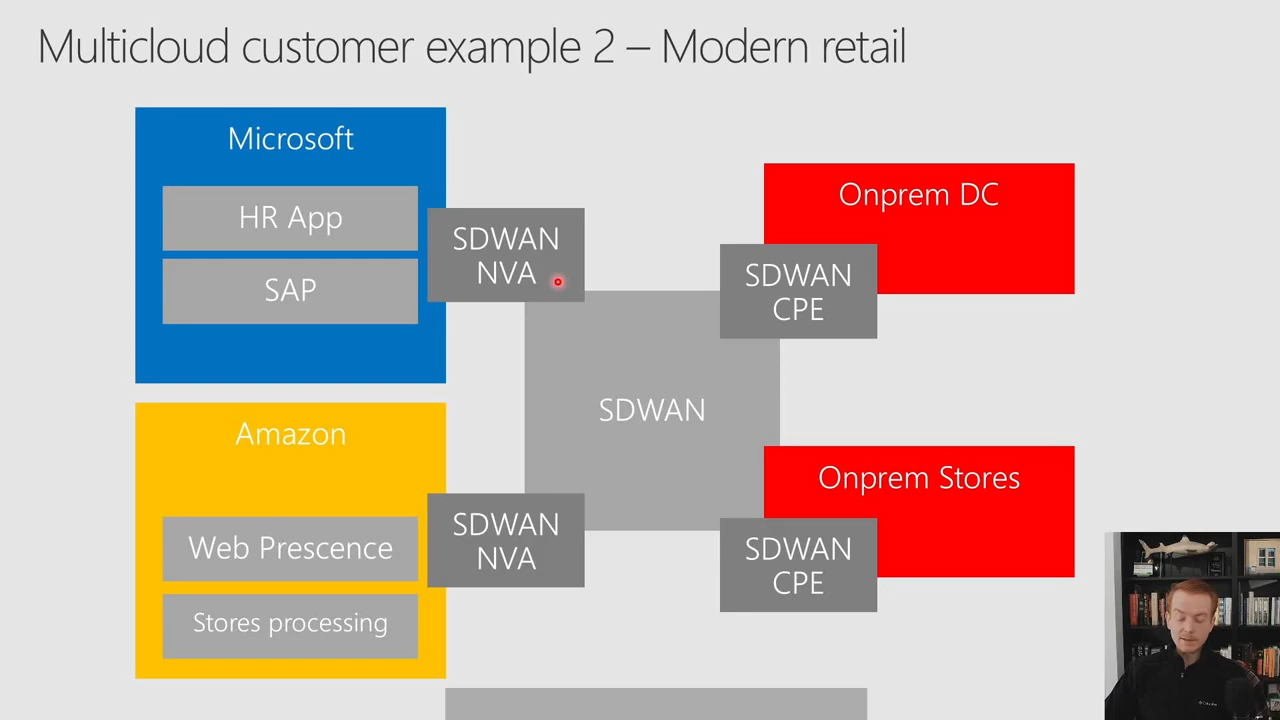 Multicloud customer example 2 – Modern retail
Microsoft
HR App
SAP
SDWAN
NVA
Onprem DC
SDWAN
CPE
SDWAN
Amazon
Web Prescence
Stores processing
SDWAN
NVA
Onprem Stores
SDWAN
CPE